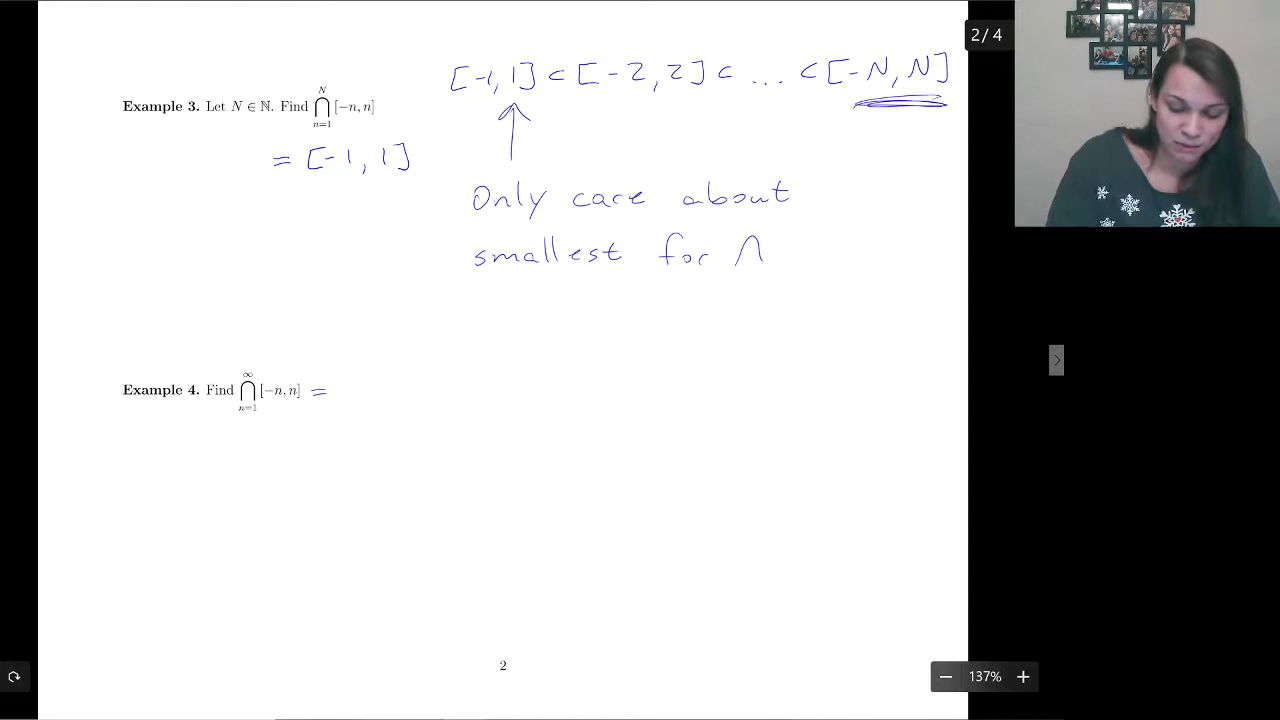 [-1, 1] ⊂ [-2, 2] ⊂ ... ⊂ [-N, N]
2 / 4
Example 3. Let N ∈ ℕ. Find ⋂_{n=1}^{N} [−n, n]
= [-1, 1]
Only care about
smallest for ∩
Example 4. Find ⋂_{n=1}^{∞} [−n, n] =
2
137%